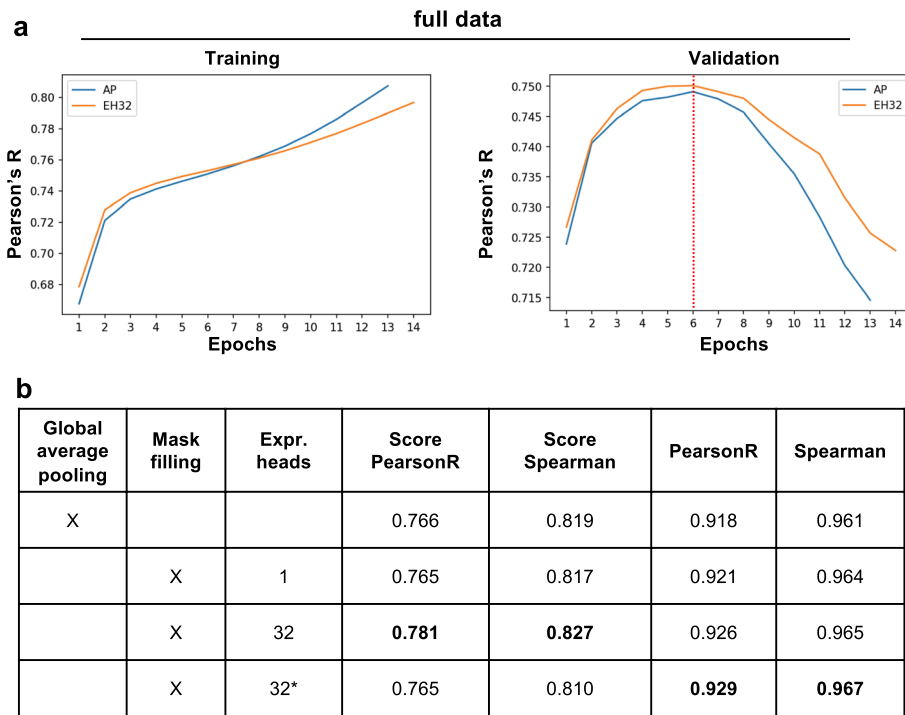 a
full data
Training
AP
EH32
0.80
0.78
0.76
0.74
0.72
0.70
0.68
Pearson's R
1 2 3 4 5 6 7 8 9 10 11 12 13 14
Epochs
Validation
AP
EH32
0.750
0.745
0.740
0.735
0.730
0.725
0.720
0.715
Pearson's R
1 2 3 4 5 6 7 8 9 10 11 12 13 14
Epochs
b
Global average pooling Mask filling Expr. heads Score PearsonR Score Spearman PearsonR Spearman
X 0.766 0.819 0.918 0.961
X 1 0.765 0.817 0.921 0.964
X 32 0.781 0.827 0.926 0.965
X 32* 0.765 0.810 0.929 0.967